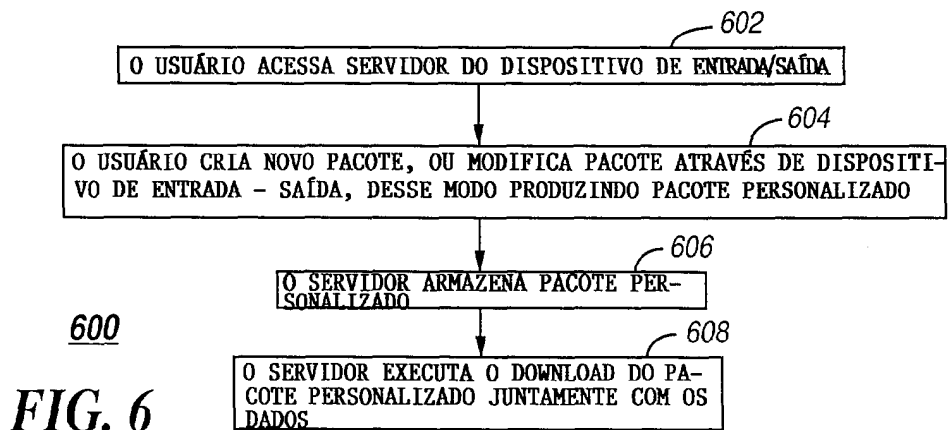 602
O USUÁRIO ACESSA SERVIDOR DO DISPOSITIVO DE ENTRADA/SAÍDA
604
O USUÁRIO CRIA NOVO PACOTE, OU MODIFICA PACOTE ATRAVÉS DE DISPOSITI-
VO DE ENTRADA - SAÍDA, DESSE MODO PRODUZINDO PACOTE PERSONALIZADO
606
O SERVIDOR ARMAZENA PACOTE PER-
SONALIZADO
600
608
O SERVIDOR EXECUTA O DOWNLOAD DO PA-
COTE PERSONALIZADO JUNTAMENTE COM OS
DADOS
FIG. 6